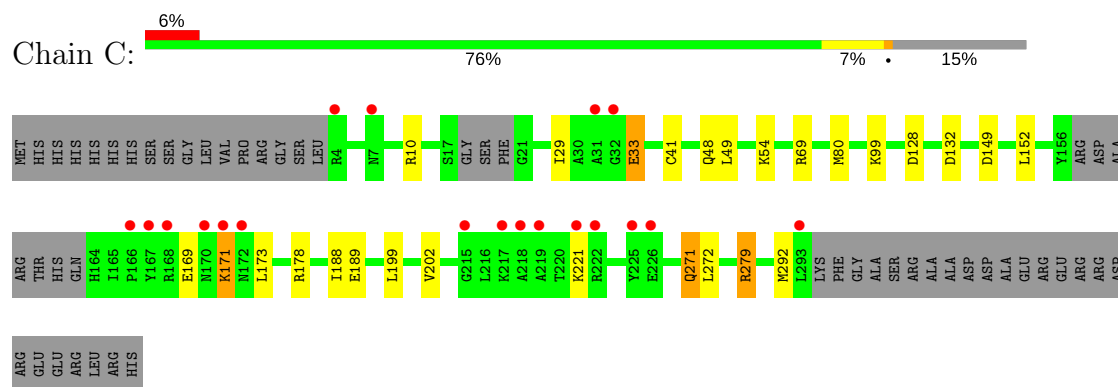 6%
Chain C:
76% 7% • 15%
MET HIS HIS HIS HIS HIS HIS SER SER GLY LEU VAL PRO ARG GLY SER LEU R4 N7 R10 S17 GLY SER PHE G21 I29 A30 A31 G32 E33 C41 Q48 L49 K54 R69 M80 K99 D128 D132 D149 L152 Y156 ARG ASP ALA
ARG THR HIS GLN H164 I165 P166 Y167 R168 E169 N170 K171 N172 L173 R178 I188 E189 L199 V202 G215 L216 K217 A218 A219 T220 K221 R222 Y225 E226 Q271 L272 R279 M292 L293 LYS PHE GLY ALA SER ARG ALA ALA ASP ASP ALA GLU ARG GLU ARG ARG ASP
ARG GLU GLU ARG LEU ARG HIS